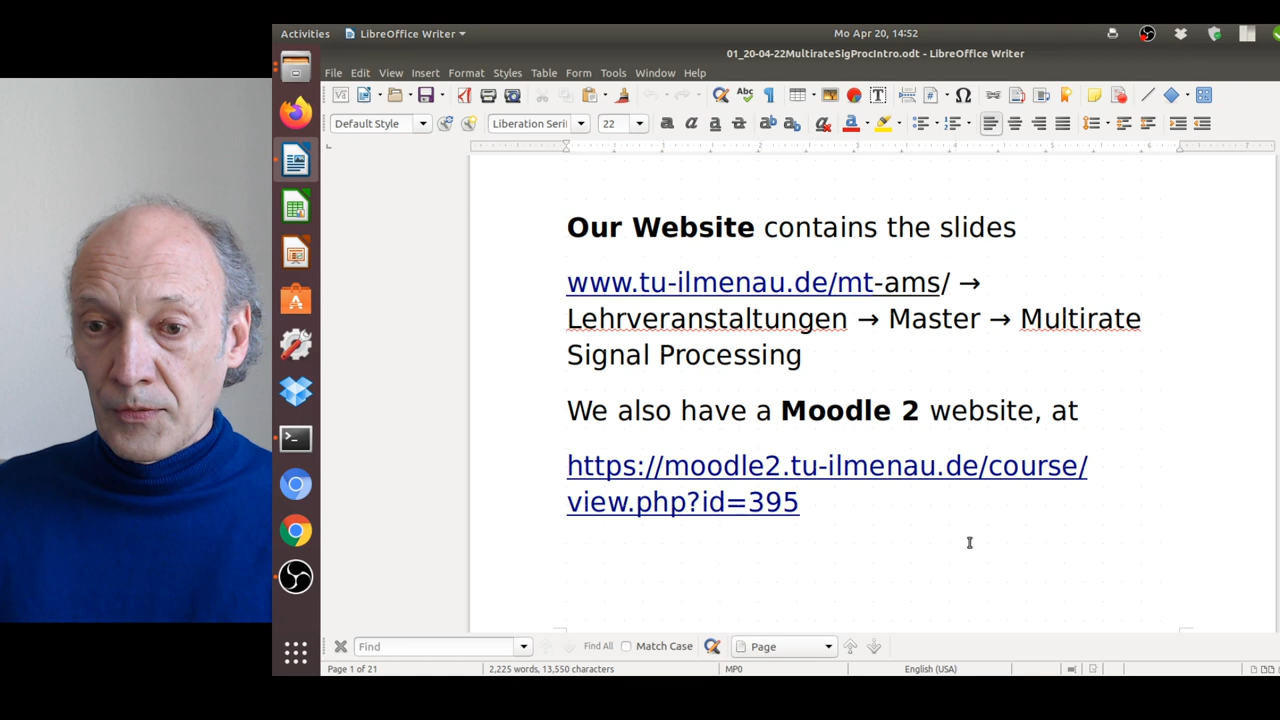 Activities LibreOffice Writer Mo Apr 20, 14:52
01_20-04-22MultirateSigProcIntro.odt - LibreOffice Writer
File Edit View Insert Format Styles Table Form Tools Window Help
Default Style Liberation Seri 22
Our Website contains the slides
www.tu-ilmenau.de/mt-ams/ →
Lehrveranstaltungen → Master → Multirate
Signal Processing
We also have a Moodle 2 website, at
https://moodle2.tu-ilmenau.de/course/
view.php?id=395
Find Find All Match Case Page
Page 1 of 21 2,225 words, 13,550 characters MP0 English (USA)